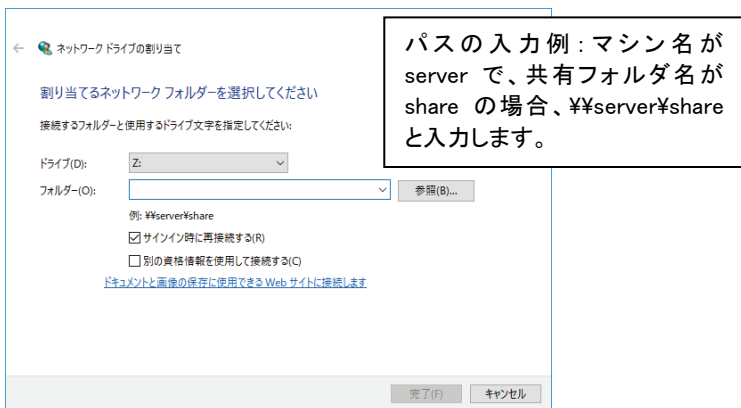 ネットワーク ドライブの割り当て
パスの入力例：マシン名が
server で、共有フォルダ名が
share の場合、¥¥server¥share
と入力します。
割り当てるネットワーク フォルダーを選択してください
接続するフォルダーと使用するドライブ文字を指定してください:
ドライブ(D): Z:
フォルダー(O): 参照(B)...
例: ¥¥server¥share
サインイン時に再接続する(R)
別の資格情報を使用して接続する(C)
ドキュメントと画像の保存に使用できる Web サイトに接続します
完了(F) キャンセル